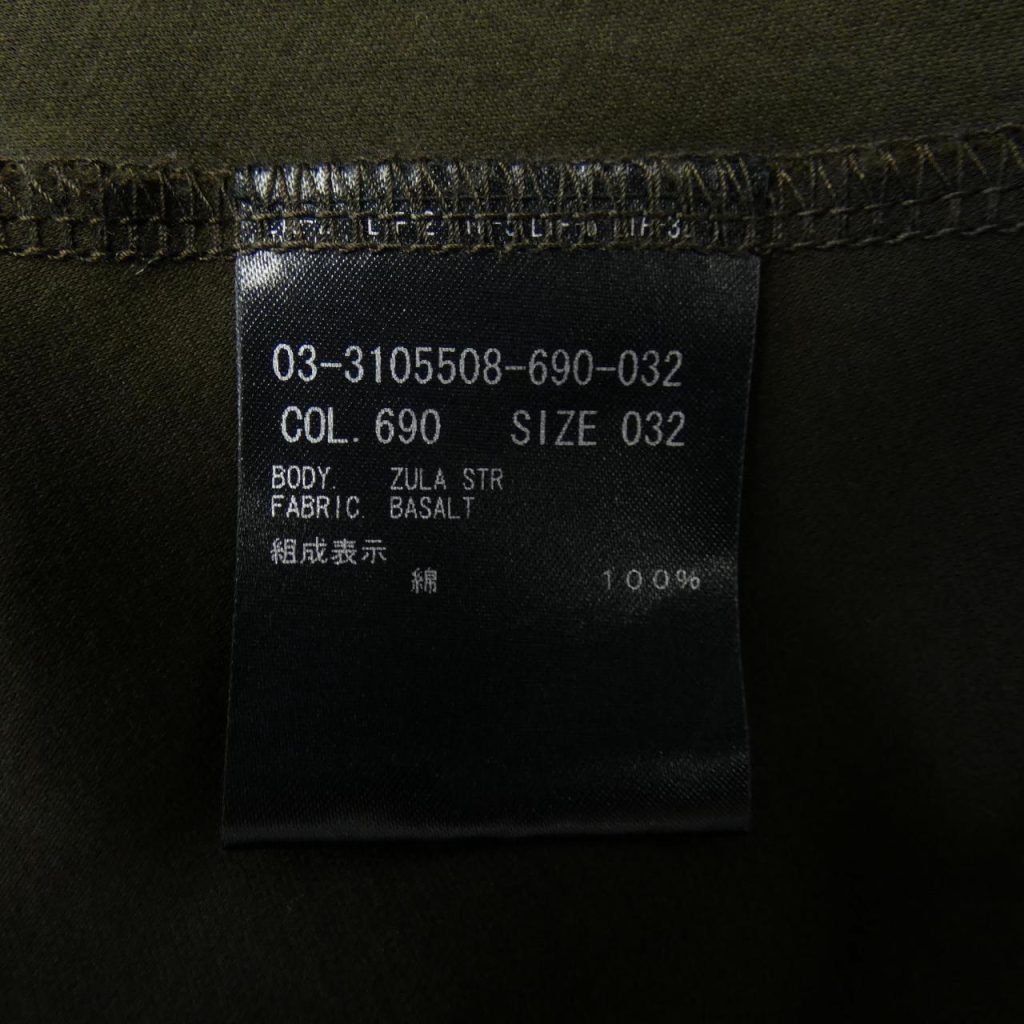 03-3105508-690-032
COL. 690 SIZE 032
BODY. ZULA STR
FABRIC. BASALT
組成表示
綿 100%